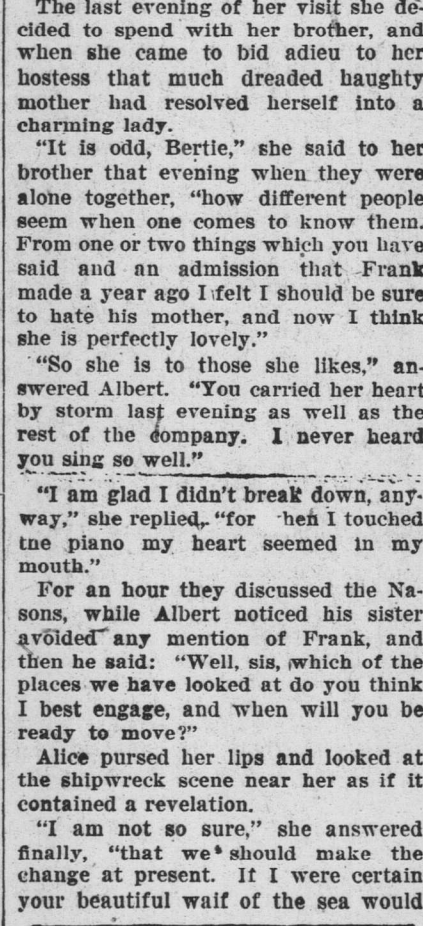 The last evening of her visit she de-
cided to spend with her brother, and
when she came to bid adieu to her
hostess that much dreaded haughty
mother had resolved herself into a
charming lady.
"It is odd, Bertie," she said to her
brother that evening when they were
alone together, "how different people
seem when one comes to know them.
From one or two things which you have
said and an admission that Frank
made a year ago I felt I should be sure
to hate his mother, and now I think
she is perfectly lovely."
"So she is to those she likes," an-
swered Albert. "You carried her heart
by storm last evening as well as the
rest of the company. I never heard
you sing so well."
"I am glad I didn't break down, any-
way," she replied, "for hen I touched
tne piano my heart seemed in my
mouth."
For an hour they discussed the Na-
sons, while Albert noticed his sister
avoided any mention of Frank, and
then he said: "Well, sis, which of the
places we have looked at do you think
I best engage, and when will you be
ready to move?"
Alice pursed her lips and looked at
the shipwreck scene near her as if it
contained a revelation.
"I am not so sure," she answered
finally, "that we should make the
change at present. If I were certain
your beautiful waif of the sea would